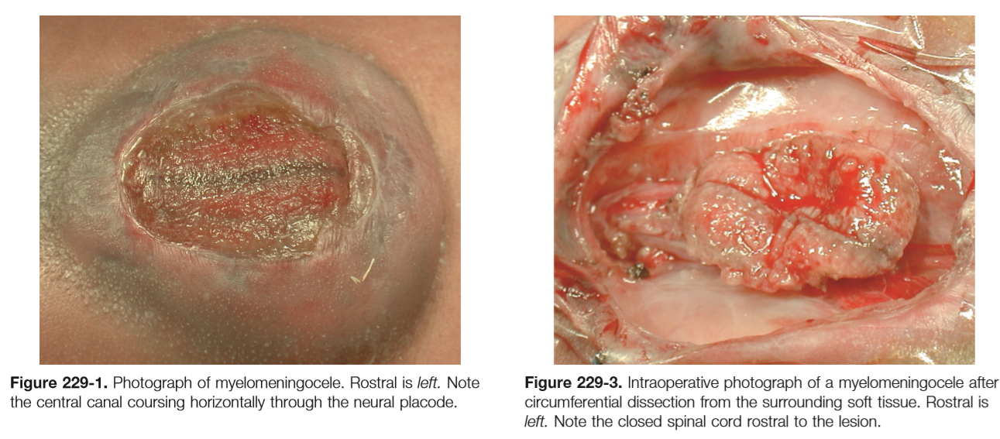 Figure 229-1. Photograph of myelomeningocele. Rostral is left. Note
the central canal coursing horizontally through the neural placode.
Figure 229-3. Intraoperative photograph of a myelomeningocele after
circumferential dissection from the surrounding soft tissue. Rostral is
left. Note the closed spinal cord rostral to the lesion.